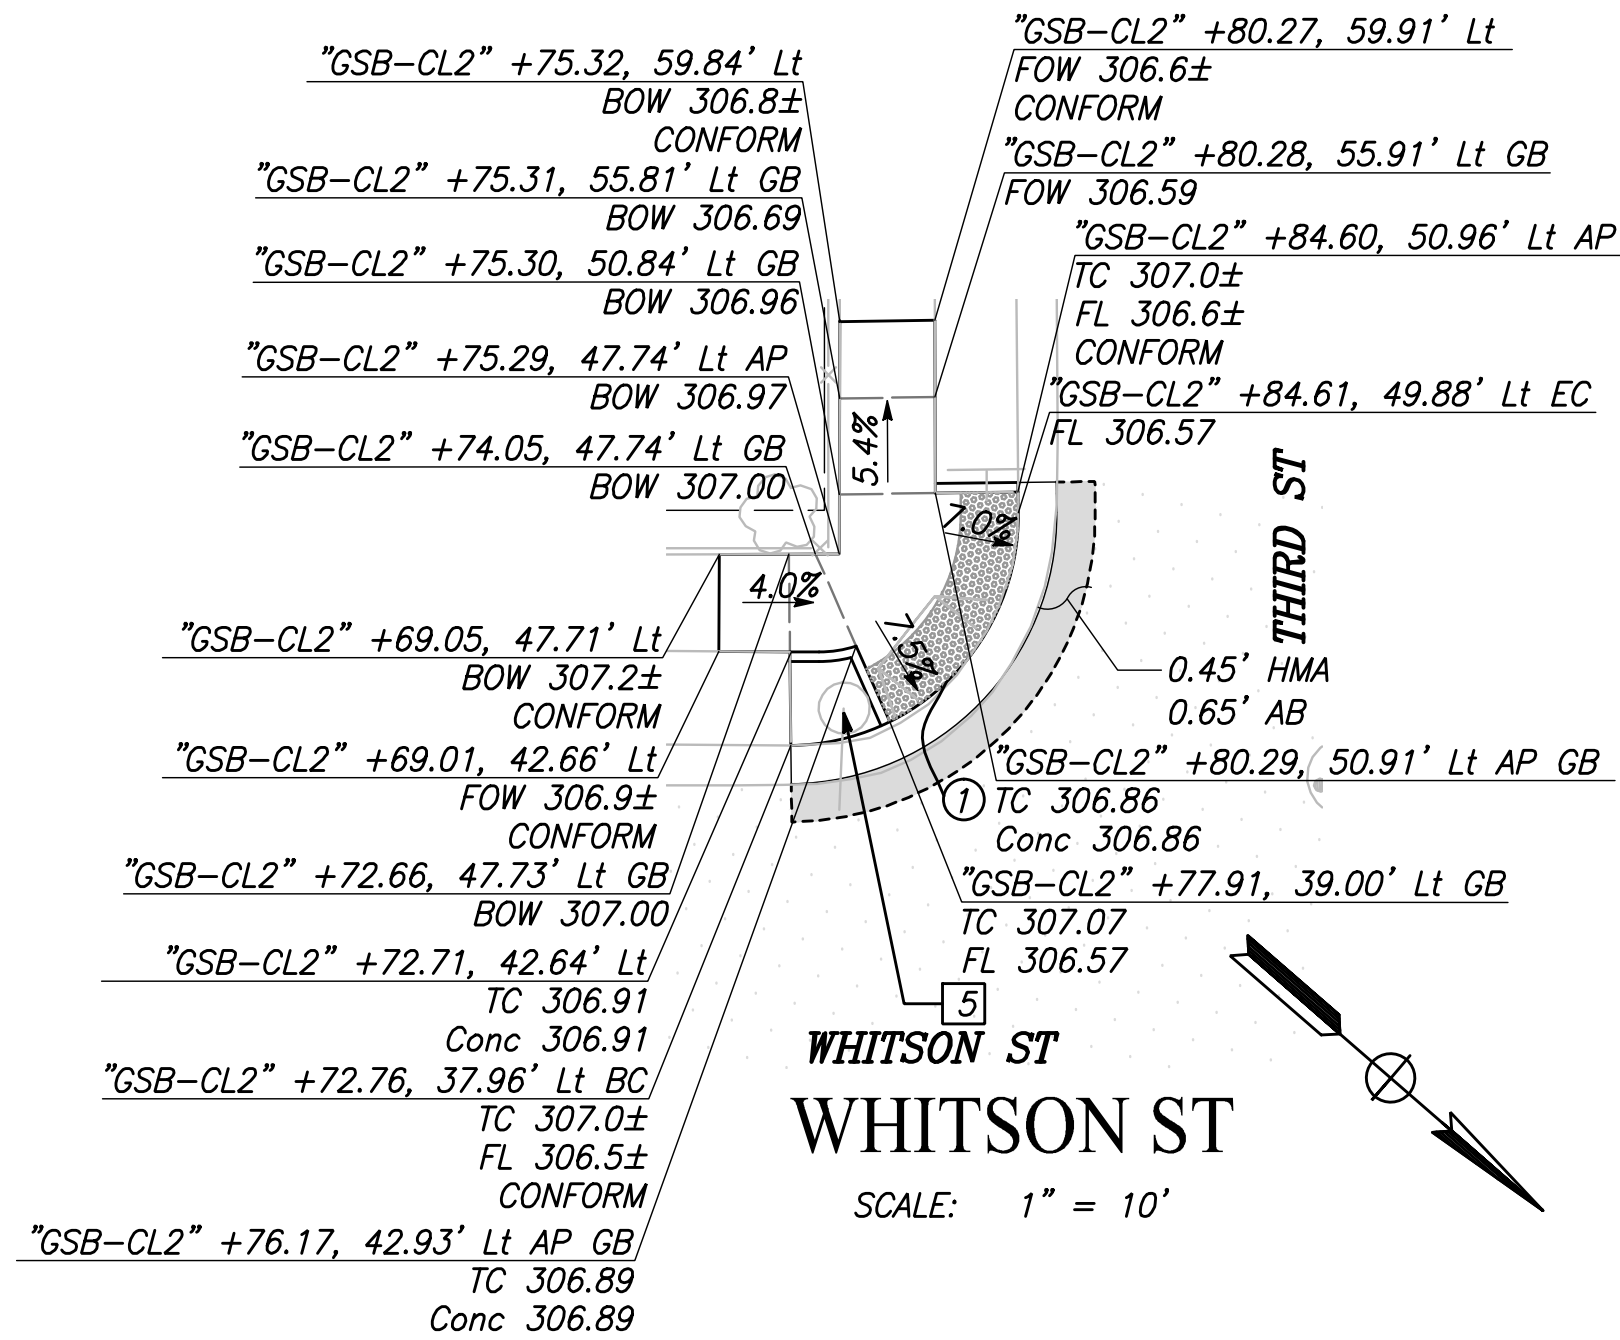 "GSB-CL2" +75.32, 59.84' Lt
BOW 306.8±
CONFORM
"GSB-CL2" +75.31, 55.81' Lt GB
BOW 306.69
"GSB-CL2" +75.30, 50.84' Lt GB
BOW 306.96
"GSB-CL2" +75.29, 47.74' Lt AP
BOW 306.97
"GSB-CL2" +74.05, 47.74' Lt GB
BOW 307.00
"GSB-CL2" +80.27, 59.91' Lt
FOW 306.6±
CONFORM
"GSB-CL2" +80.28, 55.91' Lt GB
FOW 306.59
"GSB-CL2" +84.60, 50.96' Lt AP
TC 307.0±
FL 306.6±
CONFORM
"GSB-CL2" +84.61, 49.88' Lt EC
FL 306.57
5.4%
7.0%
4.0%
7.5%
THIRD ST
"GSB-CL2" +69.05, 47.71' Lt
BOW 307.2±
CONFORM
"GSB-CL2" +69.01, 42.66' Lt
FOW 306.9±
CONFORM
"GSB-CL2" +72.66, 47.73' Lt GB
BOW 307.00
"GSB-CL2" +72.71, 42.64' Lt
TC 306.91
Conc 306.91
"GSB-CL2" +72.76, 37.96' Lt BC
TC 307.0±
FL 306.5±
CONFORM
"GSB-CL2" +76.17, 42.93' Lt AP GB
TC 306.89
Conc 306.89
0.45' HMA
0.65' AB
"GSB-CL2" +80.29, 50.91' Lt AP GB
1
TC 306.86
Conc 306.86
"GSB-CL2" +77.91, 39.00' Lt GB
TC 307.07
FL 306.57
5
WHITSON ST
WHITSON ST
SCALE: 1" = 10'